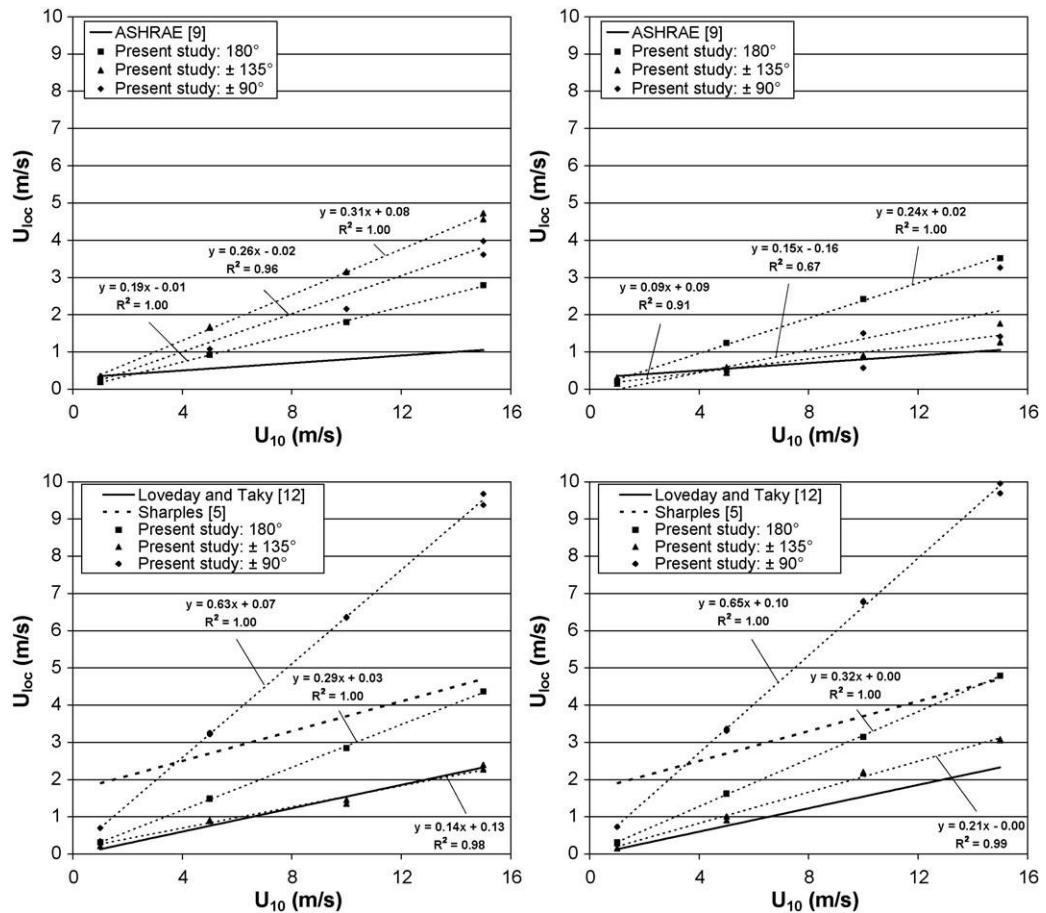 ASHRAE [9]
Present study: 180°
Present study: ± 135°
Present study: ± 90°
10
9
8
7
6
5
4
3
2
1
0
U_loc (m/s)
y = 0.31x + 0.08
R² = 1.00
y = 0.26x - 0.02
R² = 0.96
y = 0.19x - 0.01
R² = 1.00
0 4 8 12 16
U_10 (m/s)
ASHRAE [9]
Present study: 180°
Present study: ± 135°
Present study: ± 90°
10
9
8
7
6
5
4
3
2
1
0
U_loc (m/s)
y = 0.24x + 0.02
R² = 1.00
y = 0.15x - 0.16
R² = 0.67
y = 0.09x + 0.09
R² = 0.91
0 4 8 12 16
U_10 (m/s)
Loveday and Taky [12]
Sharples [5]
Present study: 180°
Present study: ± 135°
Present study: ± 90°
10
9
8
7
6
5
4
3
2
1
0
U_loc (m/s)
y = 0.63x + 0.07
R² = 1.00
y = 0.29x + 0.03
R² = 1.00
y = 0.14x + 0.13
R² = 0.98
0 4 8 12 16
U_10 (m/s)
Loveday and Taky [12]
Sharples [5]
Present study: 180°
Present study: ± 135°
Present study: ± 90°
10
9
8
7
6
5
4
3
2
1
0
U_loc (m/s)
y = 0.65x + 0.10
R² = 1.00
y = 0.32x + 0.00
R² = 1.00
y = 0.21x - 0.00
R² = 0.99
0 4 8 12 16
U_10 (m/s)